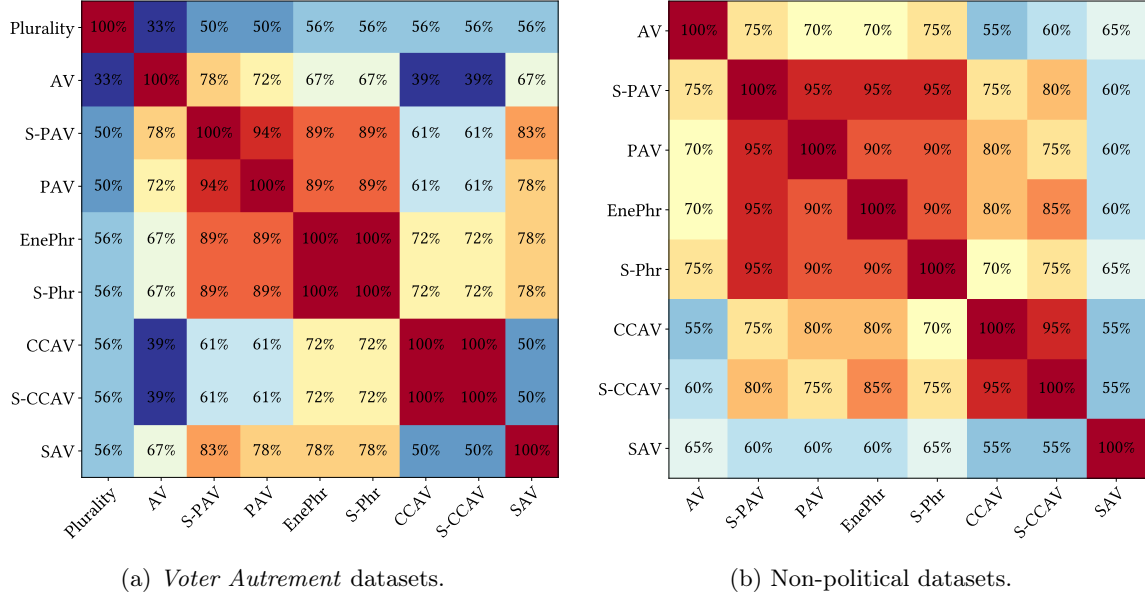 Plurality 100% 33% 50% 50% 56% 56% 56% 56% 56%
AV 33% 100% 78% 72% 67% 67% 39% 39% 67%
S-PAV 50% 78% 100% 94% 89% 89% 61% 61% 83%
PAV 50% 72% 94% 100% 89% 89% 61% 61% 78%
EnePhr 56% 67% 89% 89% 100% 100% 72% 72% 78%
S-Phr 56% 67% 89% 89% 100% 100% 72% 72% 78%
CCAV 56% 39% 61% 61% 72% 72% 100% 100% 50%
S-CCAV 56% 39% 61% 61% 72% 72% 100% 100% 50%
SAV 56% 67% 83% 78% 78% 78% 50% 50% 100%
Plurality AV S-PAV PAV EnePhr S-Phr CCAV S-CCAV SAV
(a) Voter Autrement datasets.
AV 100% 75% 70% 70% 75% 55% 60% 65%
S-PAV 75% 100% 95% 95% 95% 75% 80% 60%
PAV 70% 95% 100% 90% 90% 80% 75% 60%
EnePhr 70% 95% 90% 100% 90% 80% 85% 60%
S-Phr 75% 95% 90% 90% 100% 70% 75% 65%
CCAV 55% 75% 80% 80% 70% 100% 95% 55%
S-CCAV 60% 80% 75% 85% 75% 95% 100% 55%
SAV 65% 60% 60% 60% 65% 55% 55% 100%
AV S-PAV PAV EnePhr S-Phr CCAV S-CCAV SAV
(b) Non-political datasets.